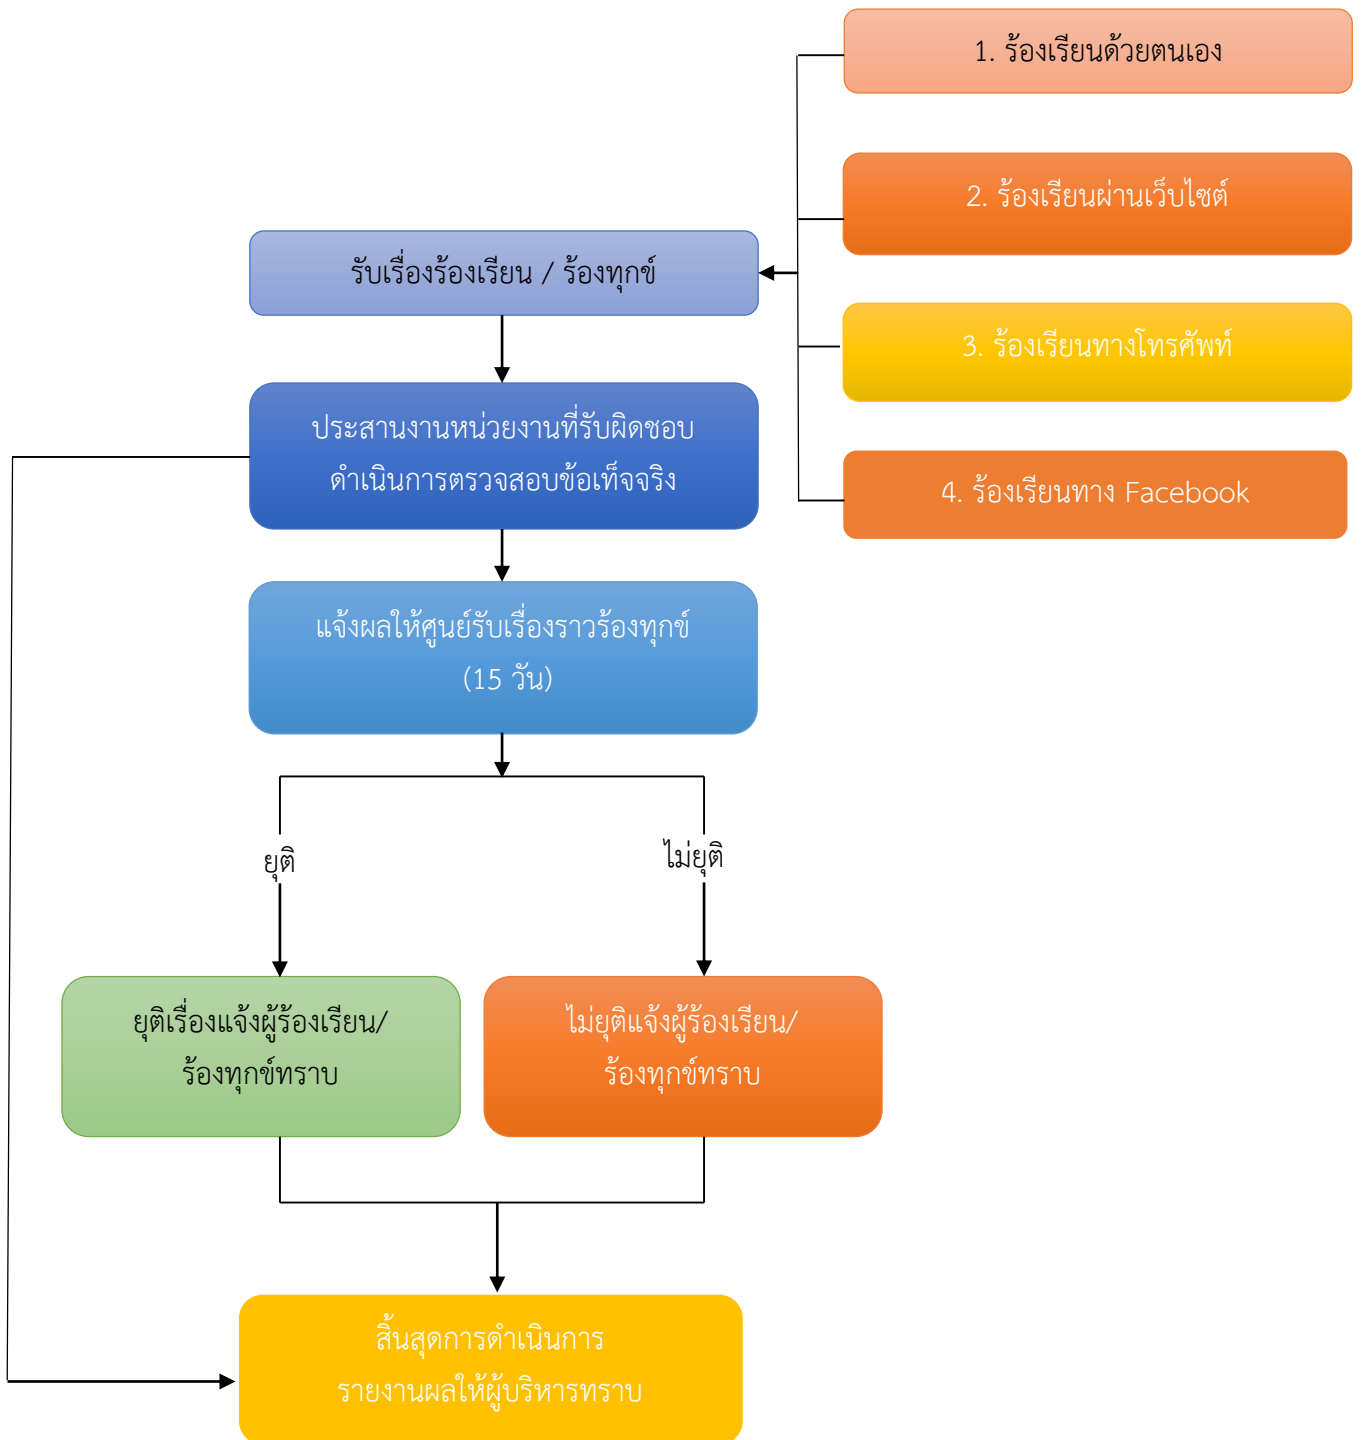 1. ร้องเรียนด้วยตนเอง
2. ร้องเรียนผ่านเว็บไซต์
รับเรื่องร้องเรียน / ร้องทุกข์
3. ร้องเรียนทางโทรศัพท์
ประสานงานหน่วยงานที่รับผิดชอบ
ดำเนินการตรวจสอบข้อเท็จจริง
4. ร้องเรียนทาง Facebook
แจ้งผลให้ศูนย์รับเรื่องราวร้องทุกข์
(15 วัน)
ยุติ
ไม่ยุติ
ยุติเรื่องแจ้งผู้ร้องเรียน/
ร้องทุกข์ทราบ
ไม่ยุติแจ้งผู้ร้องเรียน/
ร้องทุกข์ทราบ
สิ้นสุดการดำเนินการ
รายงานผลให้ผู้บริหารทราบ